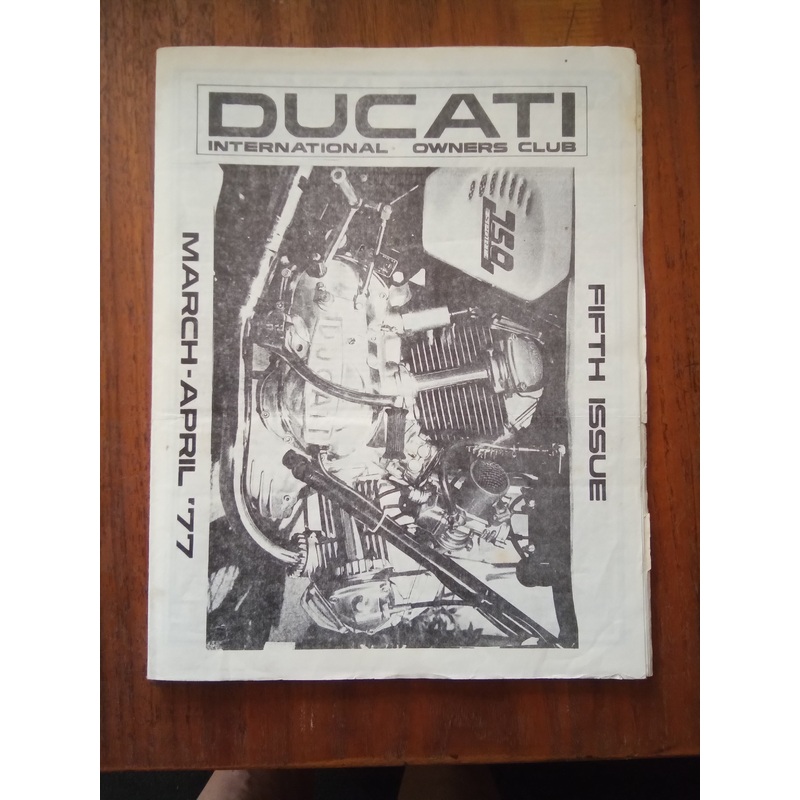 DUCATI
INTERNATIONAL OWNERS CLUB
FIFTH ISSUE
750
DUCATI
MARCH-APRIL '77